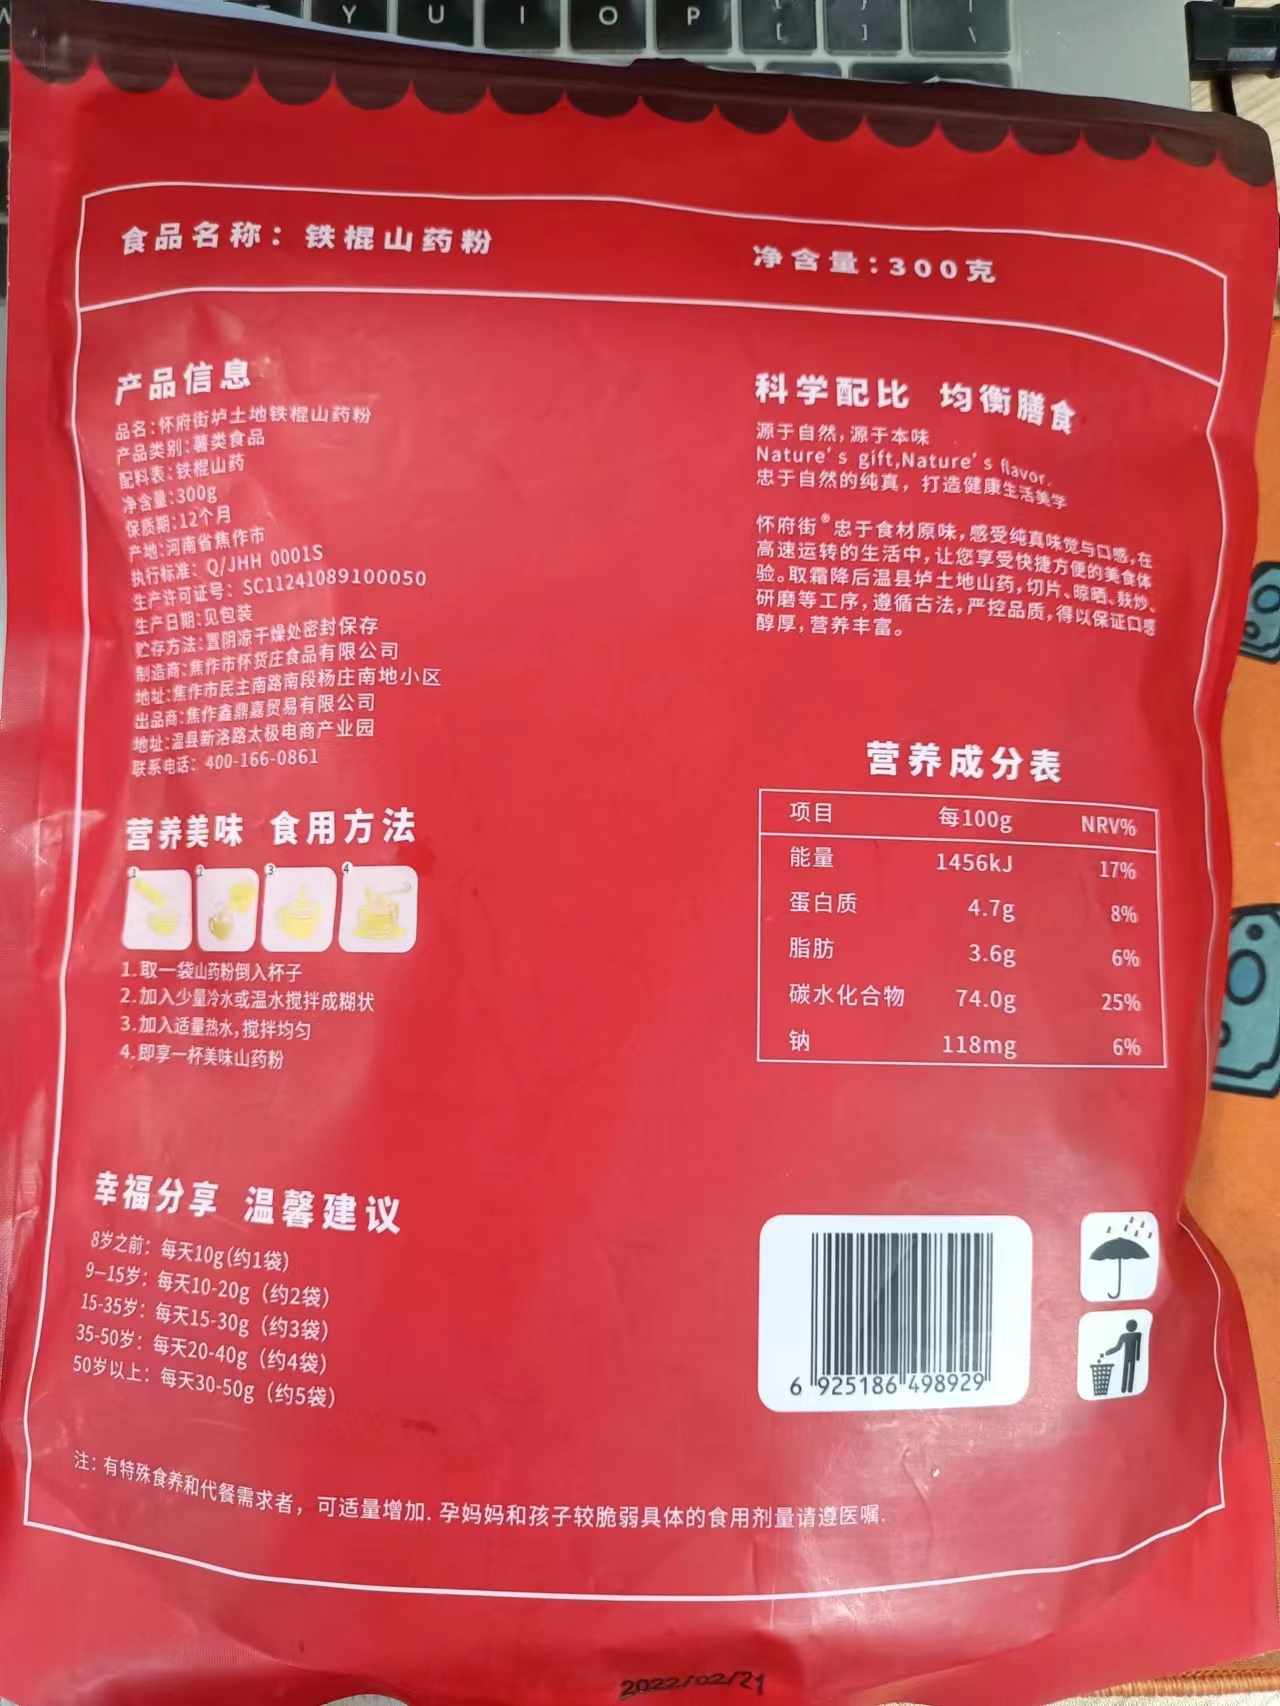 Y U I O P
食品名称：铁棍山药粉
净含量：300克
产品信息
品名：怀府街垆土地铁棍山药粉
产品类别：薯类食品
配料表：铁棍山药
净含量：300g
保质期：12个月
产地：河南省焦作市
执行标准：Q/JHH 0001S
生产许可证号：SC11241089100050
生产日期：见包装
贮存方法：置阴凉干燥处密封保存
制造商：焦作市怀货庄食品有限公司
地址：焦作市民主南路南段杨庄南地小区
出品商：焦作鑫鼎嘉贸易有限公司
地址：温县新洛路太极电商产业园
联系电话：400-166-0861
营养美味 食用方法
1 2 3 4
1.取一袋山药粉倒入杯子
2.加入少量冷水或温水搅拌成糊状
3.加入适量热水，搅拌均匀
4.即享一杯美味山药粉
幸福分享 温馨建议
8岁之前：每天10g（约1袋）
9—15岁：每天10-20g（约2袋）
15-35岁：每天15-30g（约3袋）
35-50岁：每天20-40g（约4袋）
50岁以上：每天30-50g（约5袋）
科学配比 均衡膳食
源于自然，源于本味
Nature's gift,Nature's flavor.
忠于自然的纯真，打造健康生活美学
怀府街®忠于食材原味，感受纯真味觉与口感，在
高速运转的生活中，让您享受快捷方便的美食体
验。取霜降后温县垆土地山药，切片、晾晒、麸炒、
研磨等工序，遵循古法，严控品质，得以保证口感
醇厚，营养丰富。
营养成分表
项目 每100g NRV%
能量 1456kJ 17%
蛋白质 4.7g 8%
脂肪 3.6g 6%
碳水化合物 74.0g 25%
钠 118mg 6%
6 925186 498929
注：有特殊食养和代餐需求者，可适量增加.孕妈妈和孩子较脆弱具体的食用剂量请遵医嘱.
2022/02/21